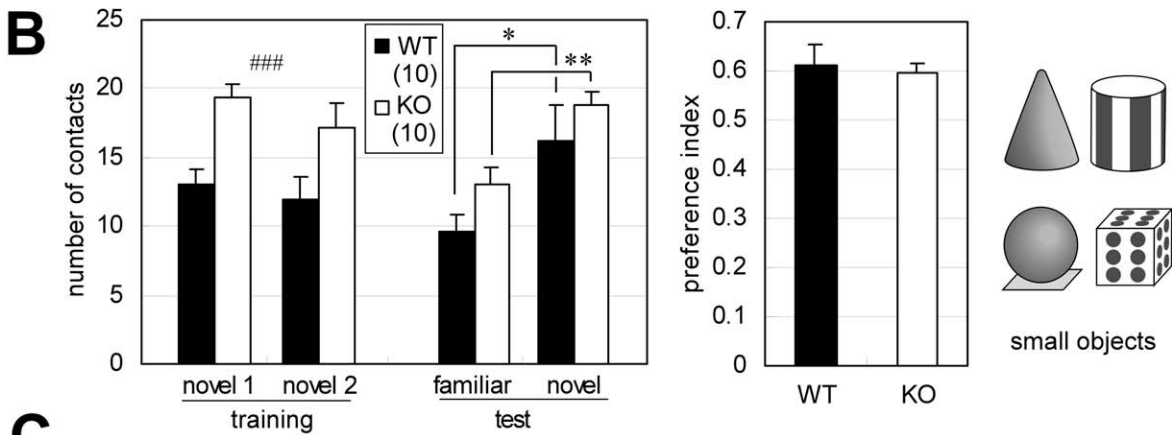 B
number of contacts
25
20
15
10
5
0
###
WT
(10)
KO
(10)
*
**
novel 1 novel 2 familiar novel
training test
preference index
0.7
0.6
0.5
0.4
0.3
0.2
0.1
0
WT KO
small objects